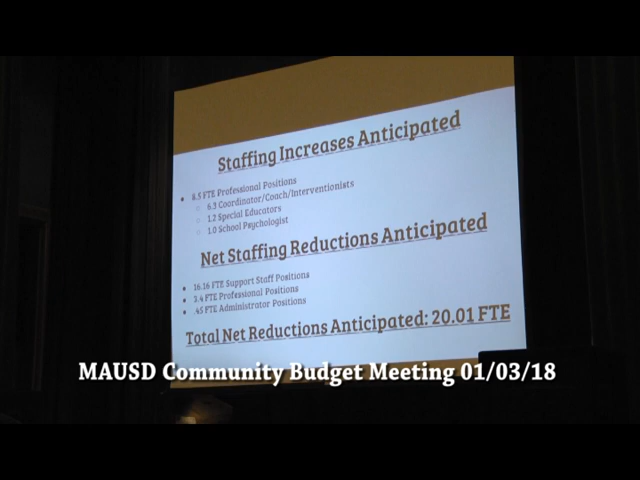 Staffing Increases Anticipated
8.5 FTE Professional Positions
6.3 Coordinator/Coach/Interventionists
1.2 Special Educators
1.0 School Psychologist
Net Staffing Reductions Anticipated
16.16 FTE Support Staff Positions
3.4 FTE Professional Positions
.45 FTE Administrator Positions
Total Net Reductions Anticipated: 20.01 FTE
MAUSD Community Budget Meeting 01/03/18